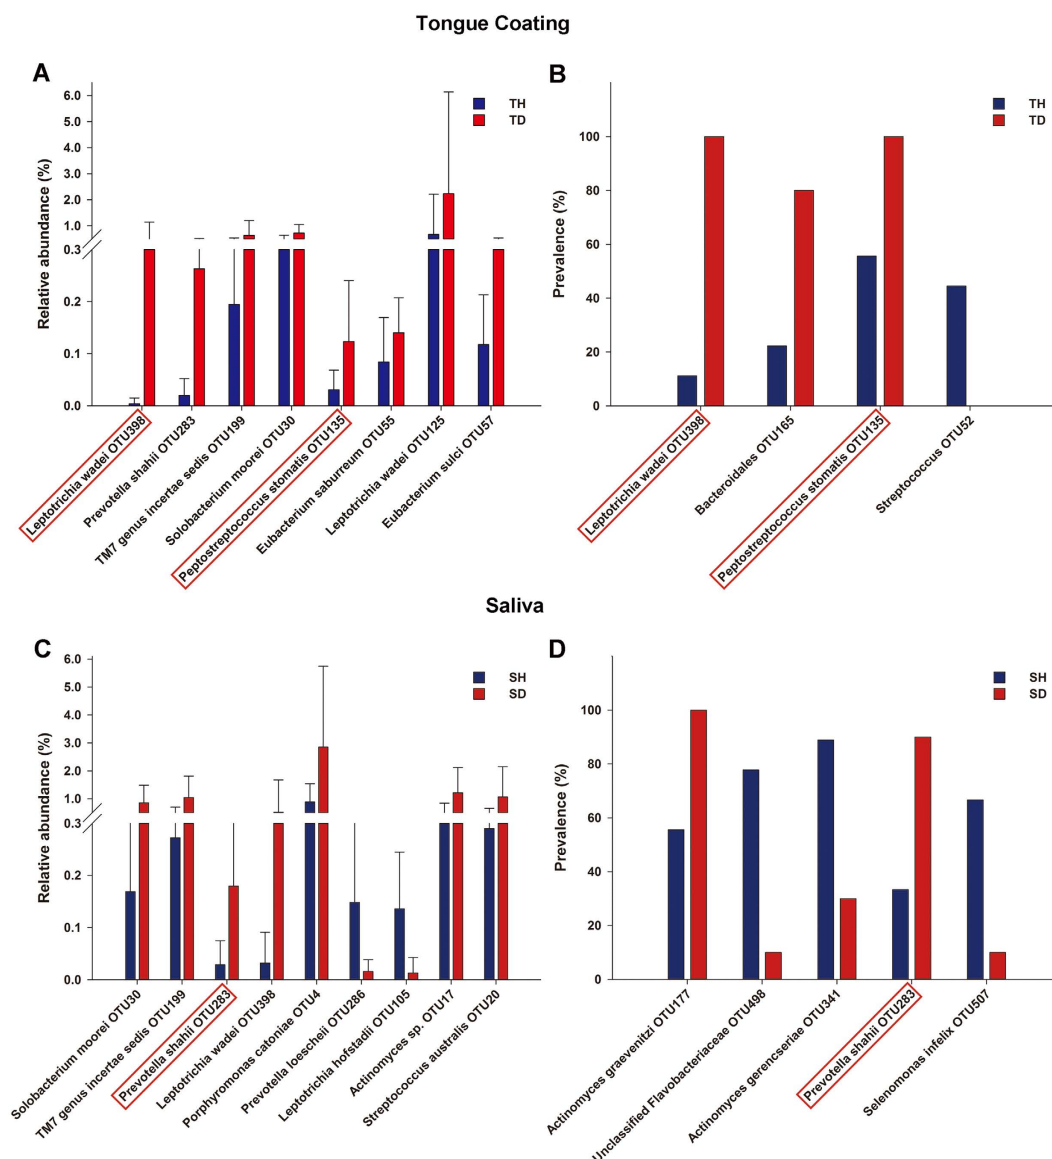 Tongue Coating
A
TH
TD
Relative abundance (%)
6.0
5.0
4.0
3.0
2.0
1.0
0.3
0.2
0.1
0.0
Leptotrichia wadei OTU398
Prevotella shahii OTU283
TM7 genus incertae sedis OTU199
Solobacterium moorei OTU30
Peptostreptococcus stomatis OTU135
Eubacterium saburreum OTU55
Leptotrichia wadei OTU125
Eubacterium sulci OTU57
B
TH
TD
Prevalence (%)
100
80
60
40
20
0
Leptotrichia wadei OTU398
Bacteroidales OTU165
Peptostreptococcus stomatis OTU135
Streptococcus OTU52
Saliva
C
SH
SD
Relative abundance (%)
6.0
5.0
4.0
3.0
2.0
1.0
0.3
0.2
0.1
0.0
Solobacterium moorei OTU30
TM7 genus incertae sedis OTU199
Prevotella shahii OTU283
Leptotrichia wadei OTU398
Porphyromonas catoniae OTU4
Prevotella loescheii OTU286
Leptotrichia hofstadii OTU105
Actinomyces sp. OTU17
Streptococcus australis OTU20
D
SH
SD
Prevalence (%)
100
80
60
40
20
0
Actinomyces graevenitzi OTU177
Unclassified Flavobacteriaceae OTU498
Actinomyces gerencseriae OTU341
Prevotella shahii OTU283
Selenomonas infelix OTU507